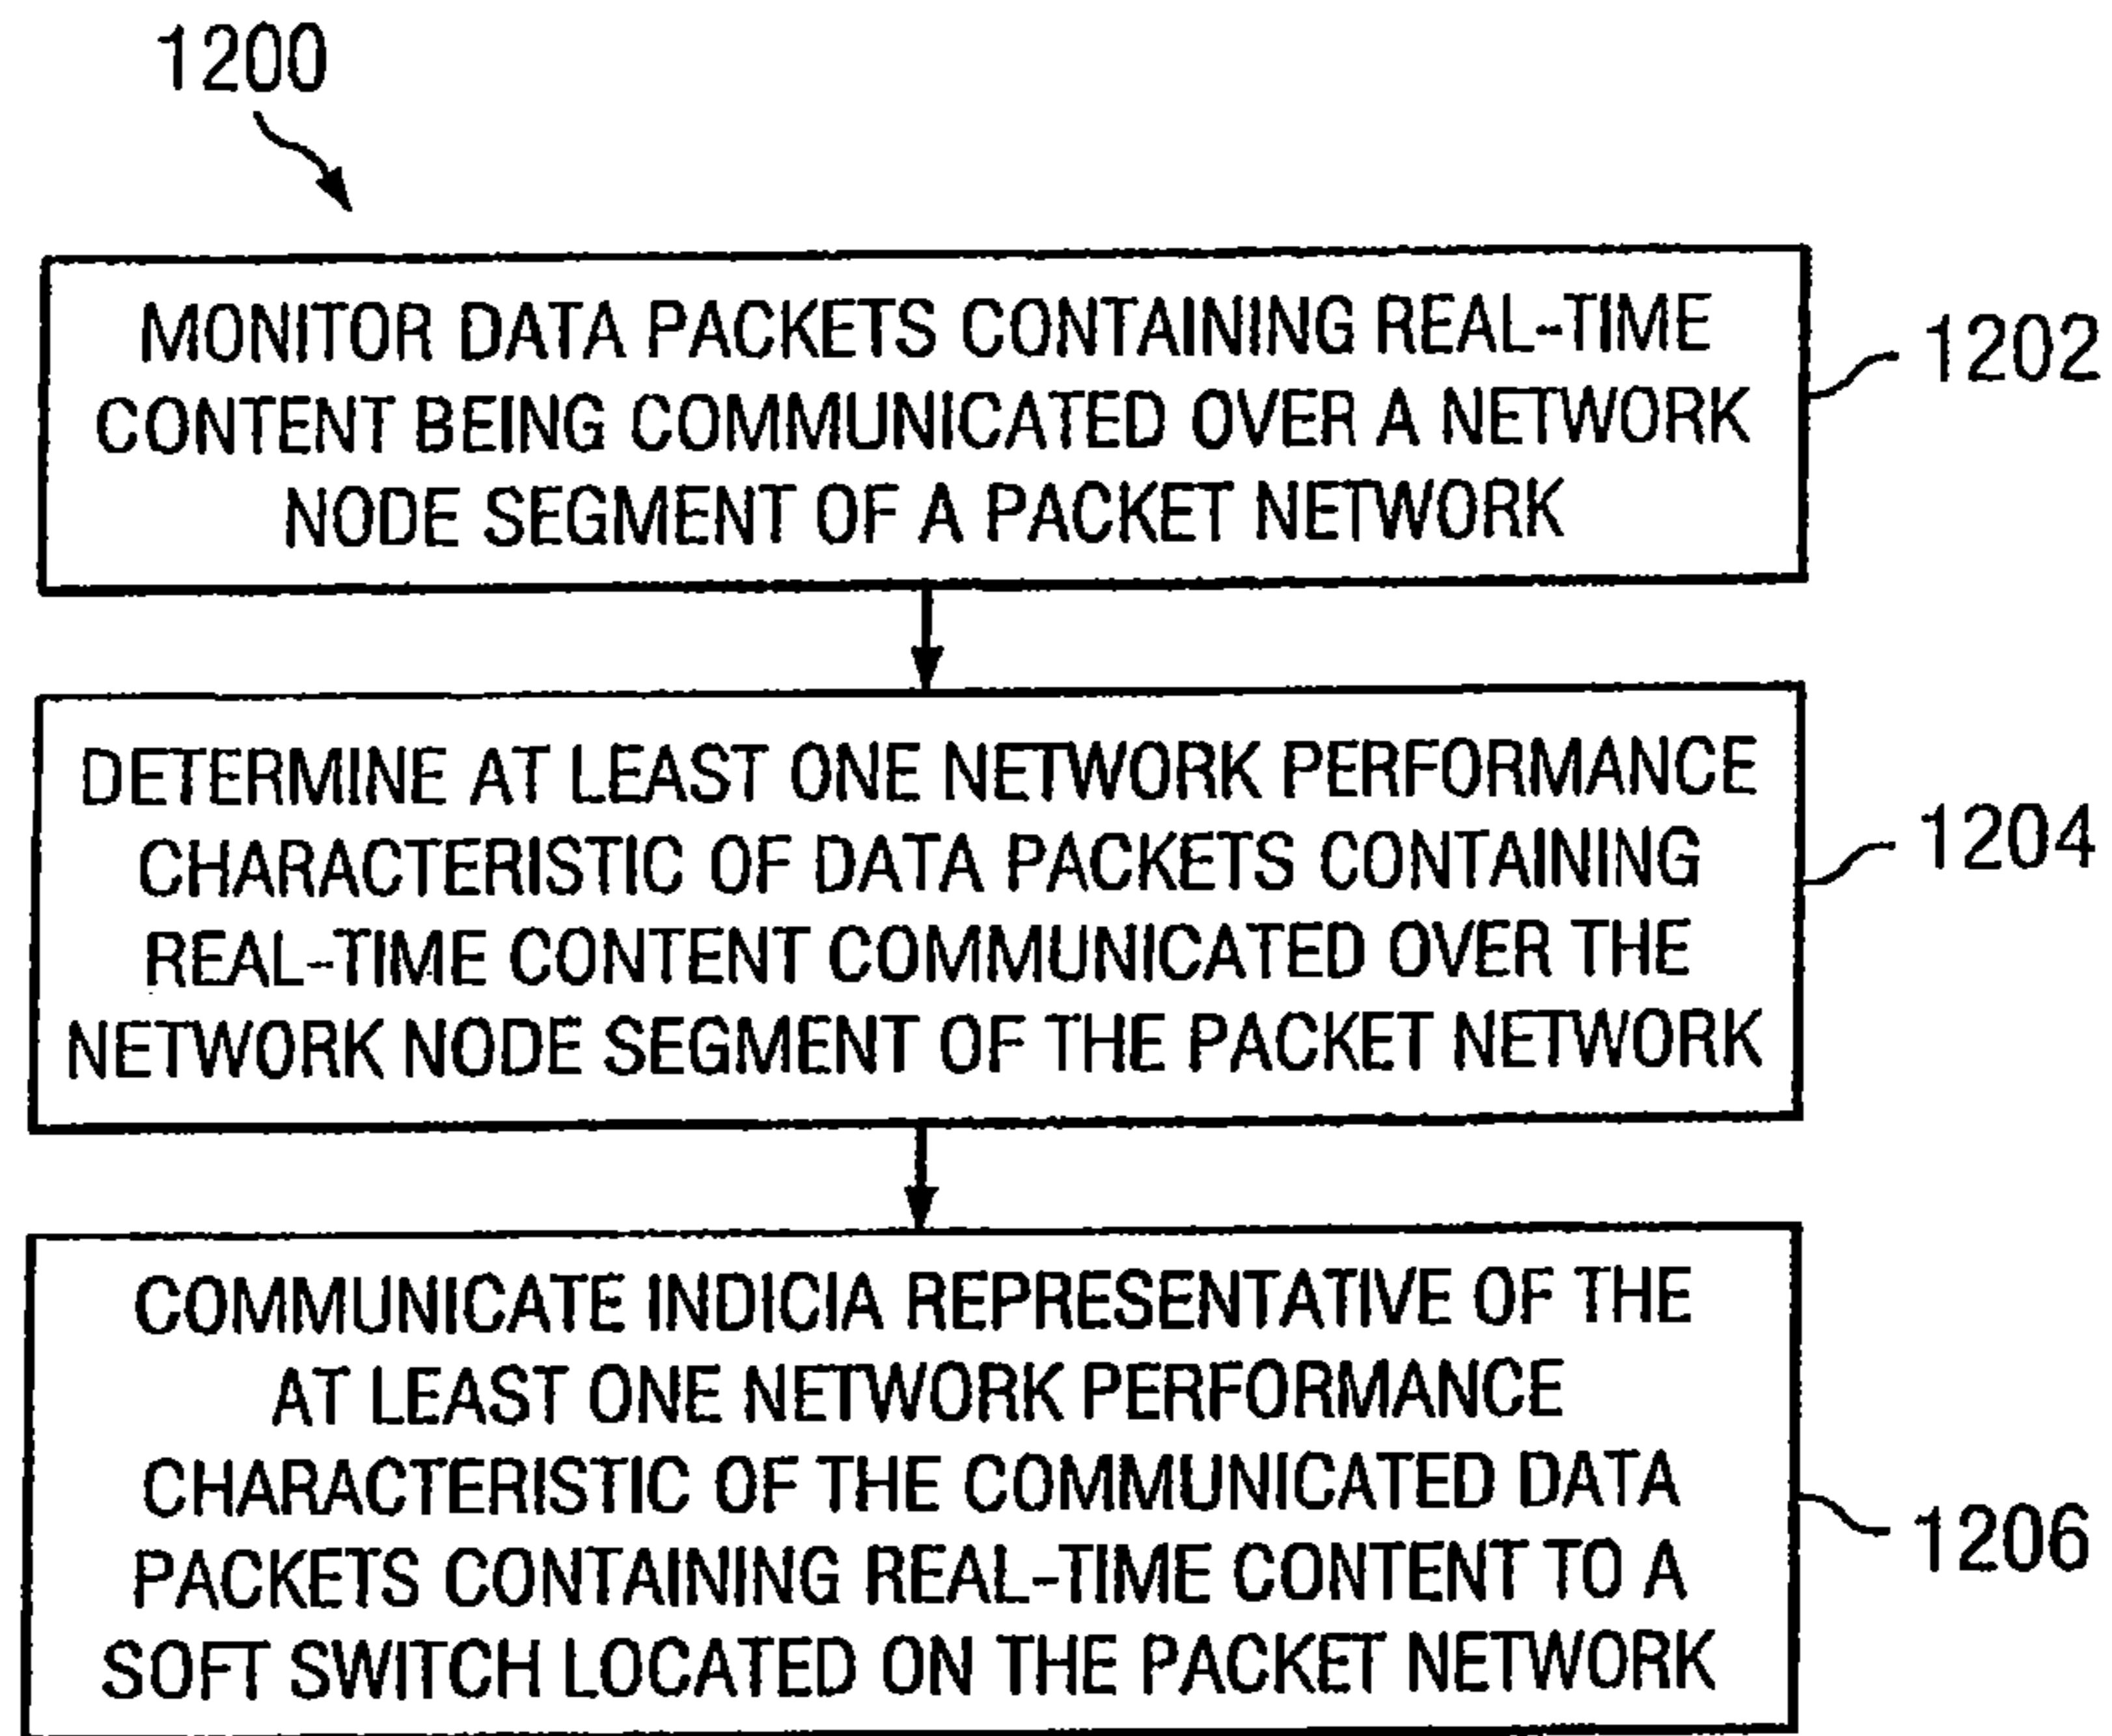 1200
MONITOR DATA PACKETS CONTAINING REAL-TIME
CONTENT BEING COMMUNICATED OVER A NETWORK
NODE SEGMENT OF A PACKET NETWORK
1202
DETERMINE AT LEAST ONE NETWORK PERFORMANCE
CHARACTERISTIC OF DATA PACKETS CONTAINING
REAL-TIME CONTENT COMMUNICATED OVER THE
NETWORK NODE SEGMENT OF THE PACKET NETWORK
1204
COMMUNICATE INDICIA REPRESENTATIVE OF THE
AT LEAST ONE NETWORK PERFORMANCE
CHARACTERISTIC OF THE COMMUNICATED DATA
PACKETS CONTAINING REAL-TIME CONTENT TO A
SOFT SWITCH LOCATED ON THE PACKET NETWORK
1206